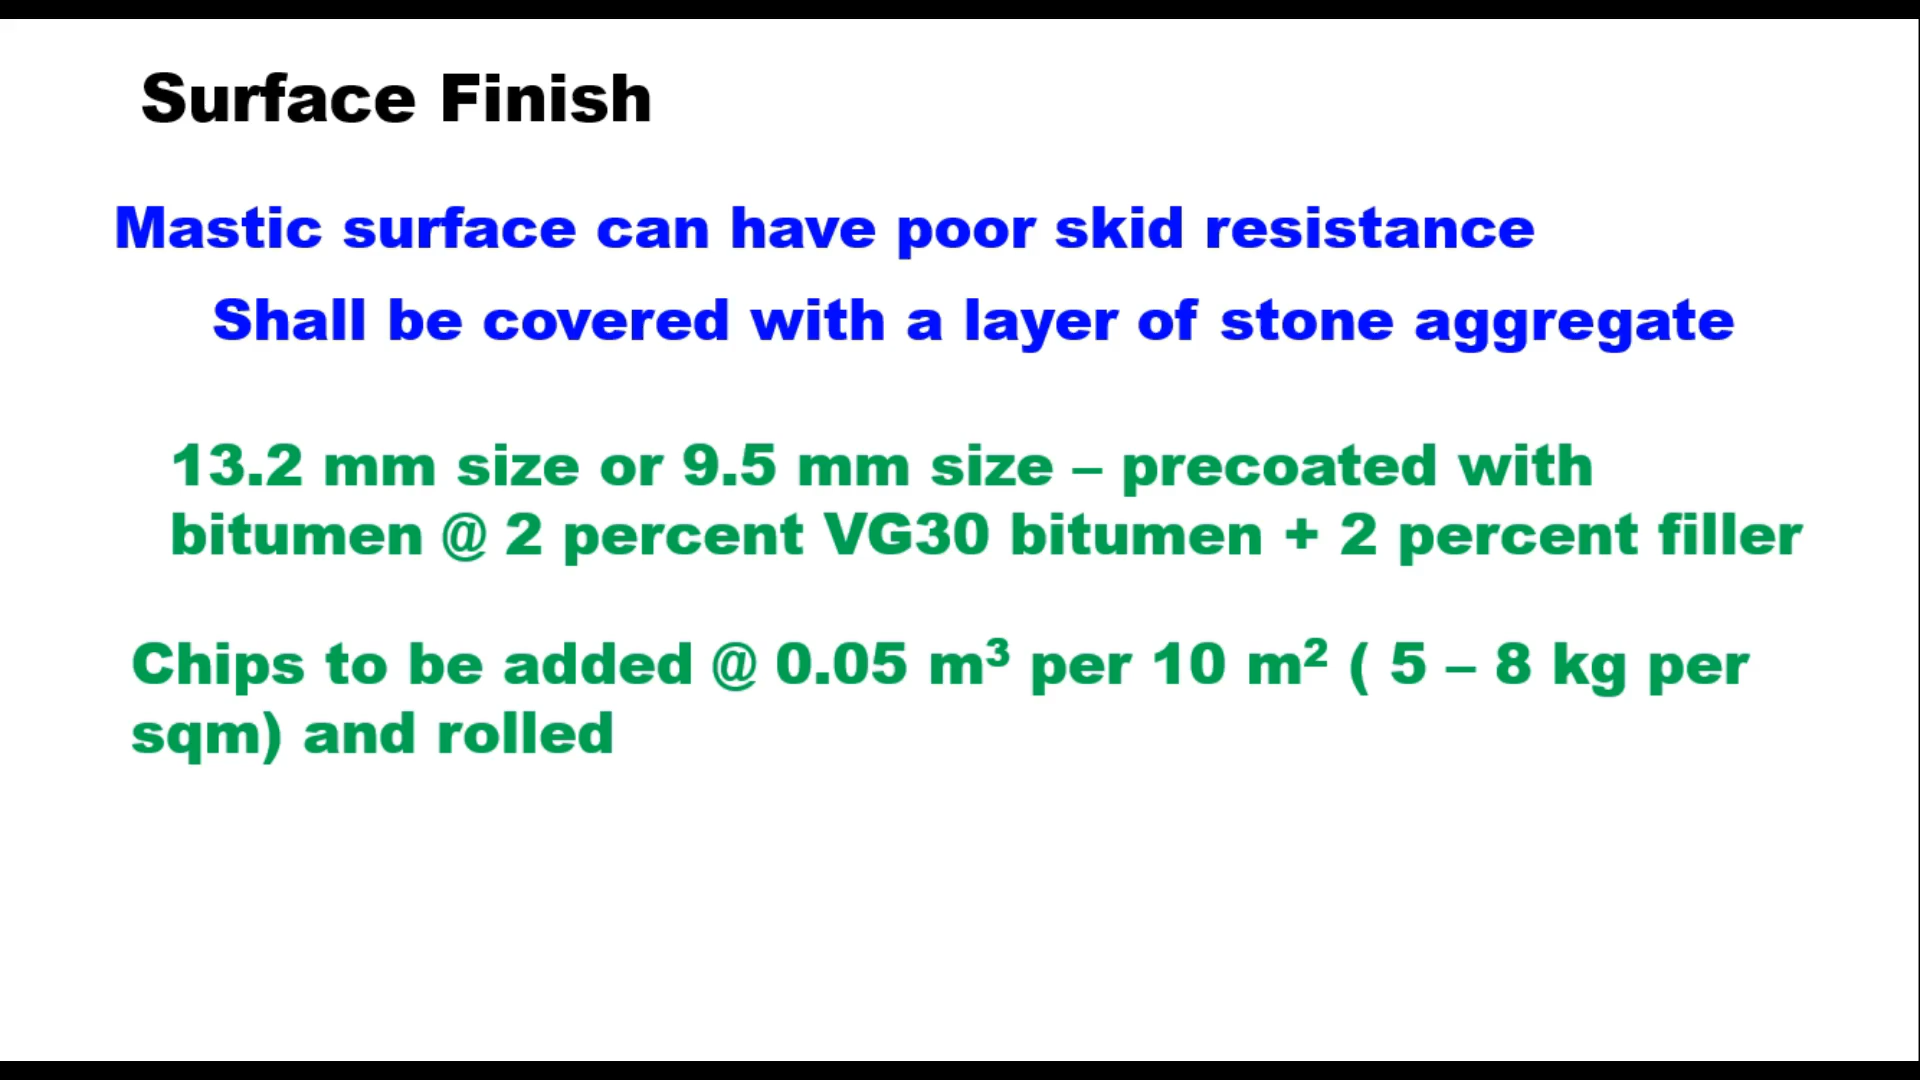 Surface Finish
Mastic surface can have poor skid resistance
Shall be covered with a layer of stone aggregate
13.2 mm size or 9.5 mm size – precoated with
bitumen @ 2 percent VG30 bitumen + 2 percent filler
Chips to be added @ 0.05 m³ per 10 m² ( 5 – 8 kg per
sqm) and rolled